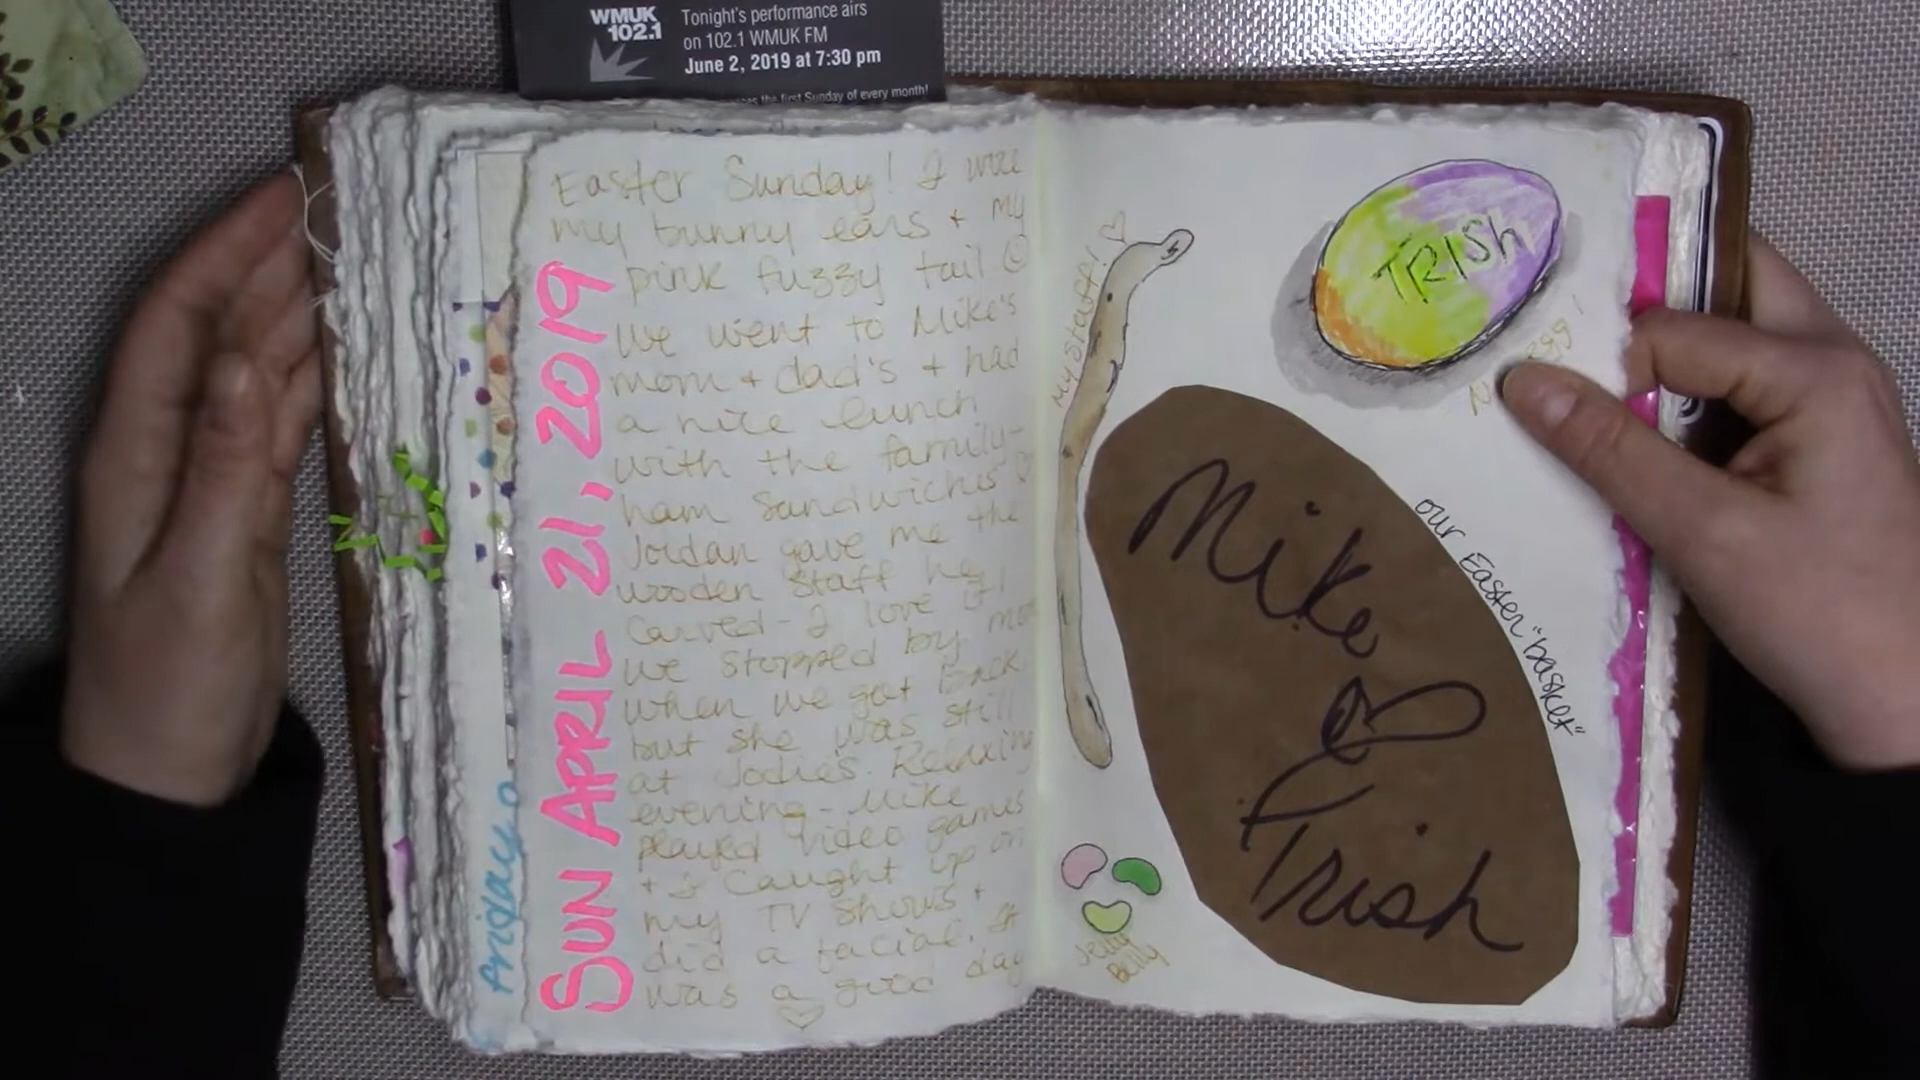 WMUK
102.1
Tonight's performance airs
on 102.1 WMUK FM
June 2, 2019 at 7:30 pm
the first Sunday of every month!
Friday
SUN APRIL 21, 2019
Easter Sunday! I wore
my bunny ears + my
pink fuzzy tail
We went to Mike's
mom + dad's + had
a nice lunch
with the family-
ham sandwiches
Jordan gave me the
wooden staff he
carved - I love it!
We stopped by
when we got back
but she was still
at Jodie's. Relaxing
evening - Mike
played video games
+ I caught up on
my TV shows +
did a facial. It
was a good day
my staff!
TRISH
egg!
our Easter "basket"
Mike
Trish
Jelly
Belly